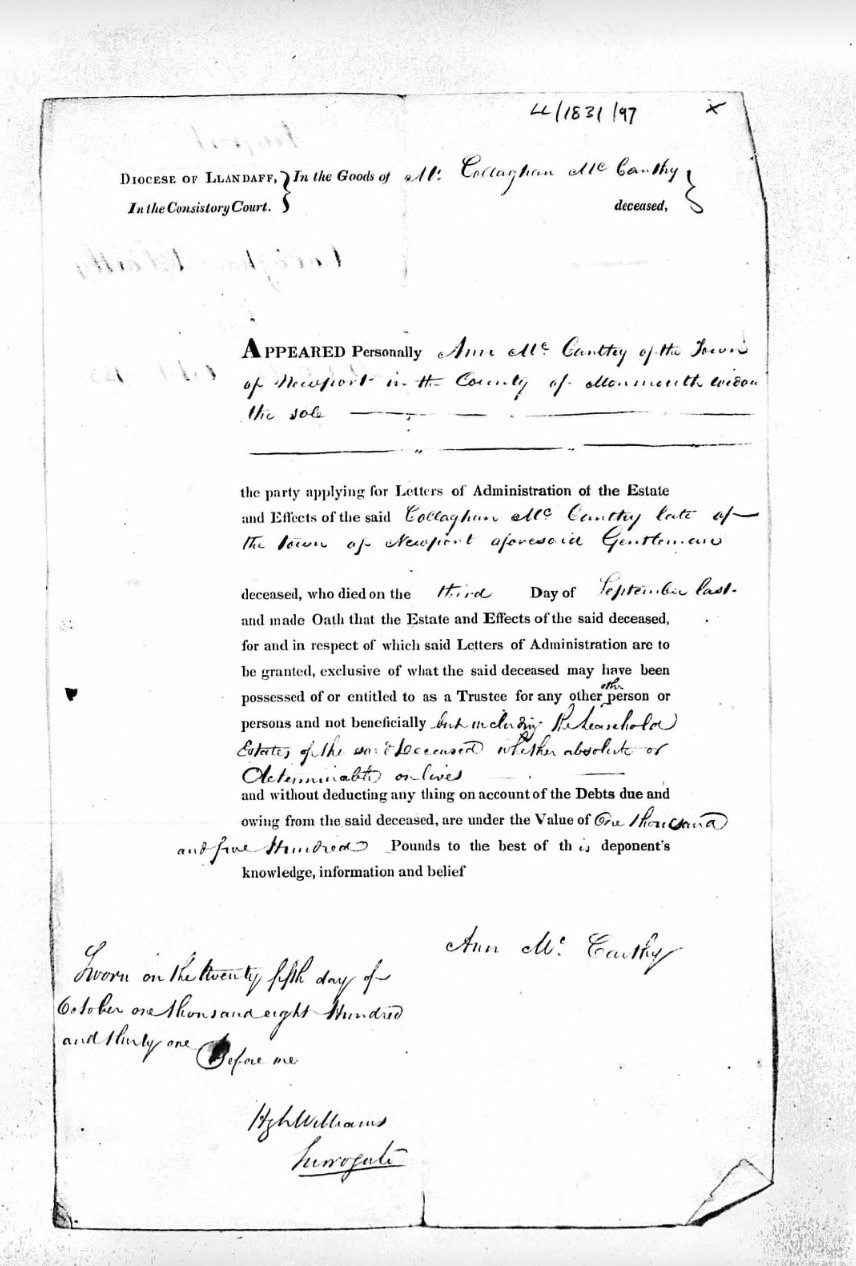 LL/1831/97 x
DIOCESE OF LLANDAFF, } In the Goods of Mr. Collaghan Mc Carthy }
In the Consistory Court. deceased,
APPEARED Personally Ann Mc Carthy of the Town
of Newport in the County of Monmouth widow
the sole
the party applying for Letters of Administration of the Estate
and Effects of the said Collaghan Mc Carthy late of
the Town of Newport aforesaid Gentleman
deceased, who died on the third Day of September last
and made Oath that the Estate and Effects of the said deceased,
for and in respect of which said Letters of Administration are to
be granted, exclusive of what the said deceased may have been
possessed of or entitled to as a Trustee for any other other person or
persons and not beneficially but including the Leasehold
Estates of the said Deceased whether absolute or
Determinable on lives
and without deducting any thing on account of the Debts due and
owing from the said deceased, are under the Value of One thousand
and five Hundred Pounds to the best of this deponent's
knowledge, information and belief
Ann Mc Carthy
Sworn on the twenty fifth day of
October one thousand eight Hundred
and thirty one
Before me
Hgh Williams
Surrogate